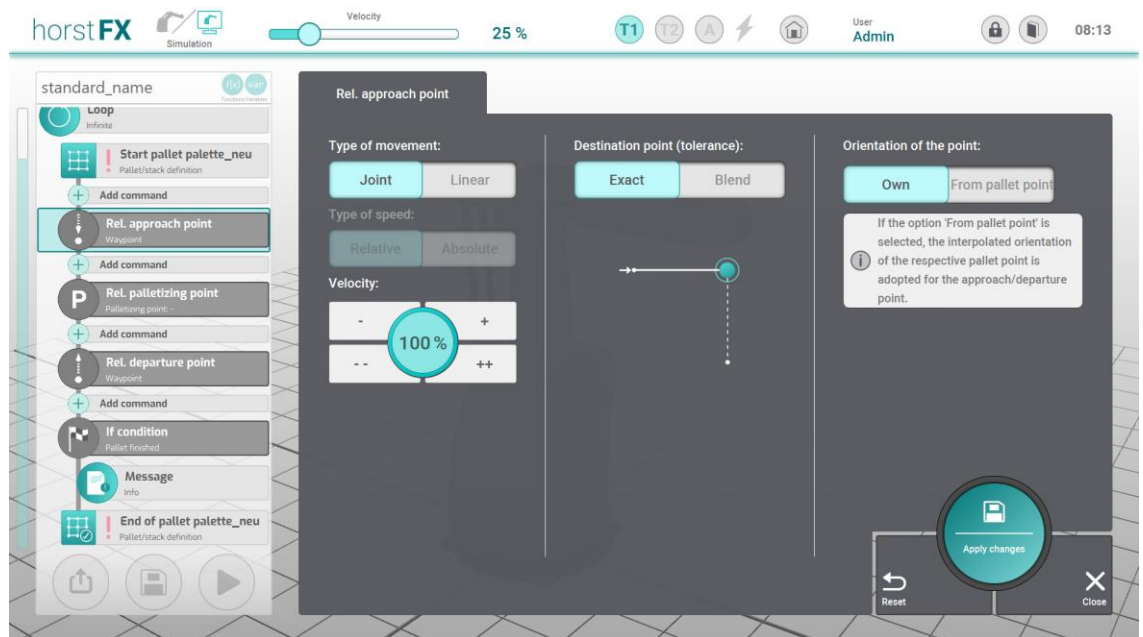 horstFX
Simulation
Velocity
25 %
T1
T2
A
User
Admin
08:13
standard_name
f(x)
var
Functions/Variables
Loop
Infinite
Start pallet palette_neu
Pallet/stack definition
Add command
Rel. approach point
Waypoint
Add command
Rel. palletizing point
Palletizing point: -
Add command
Rel. departure point
Waypoint
Add command
If condition
Pallet finished
Message
Info
End of pallet palette_neu
Pallet/stack definition
Rel. approach point
Type of movement:
Joint
Linear
Type of speed:
Relative
Absolute
Velocity:
-
+
100 %
- -
++
Destination point (tolerance):
Exact
Blend
Orientation of the point:
Own
From pallet point
If the option 'From pallet point' is
selected, the interpolated orientation
of the respective pallet point is
adopted for the approach/departure
point.
Apply changes
Reset
Close